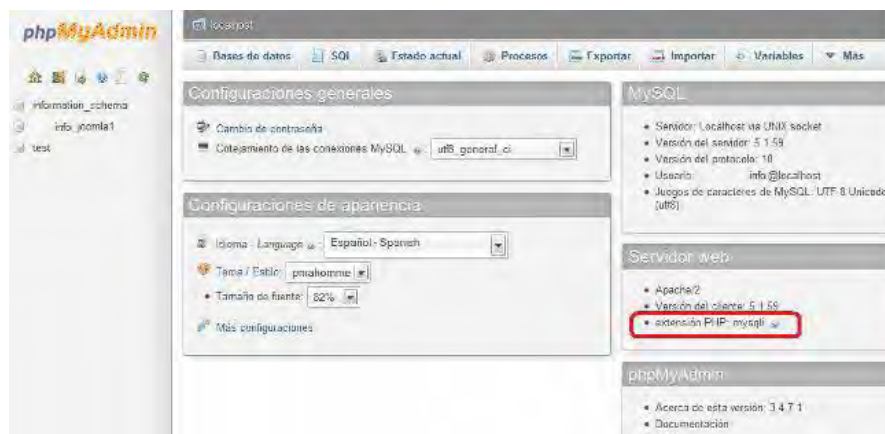 phpMyAdmin
localhost
Bases de datos SQL Estado actual Procesos Exportar Importar Variables Más
information_schema
info_joomla1
test
Configuraciones generales
Cambio de contraseña
Cotejamiento de las conexiones MySQL : utf8_general_ci
Configuraciones de apariencia
Idioma - Language : Español - Spanish
Tema / Estilo: pmahomme
Tamaño de fuente: 82%
Más configuraciones
MySQL
Servidor: Localhost via UNIX socket
Versión del servidor: 5.1.59
Versión del protocolo: 10
Usuario: info@localhost
Juegos de caracteres de MySQL: UTF-8 Unicode
(utf8)
Servidor web
Apache/2
Versión del cliente: 5.1.59
extensión PHP: mysqli
phpMyAdmin
Acerca de esta versión: 3.4.7.1
Documentación